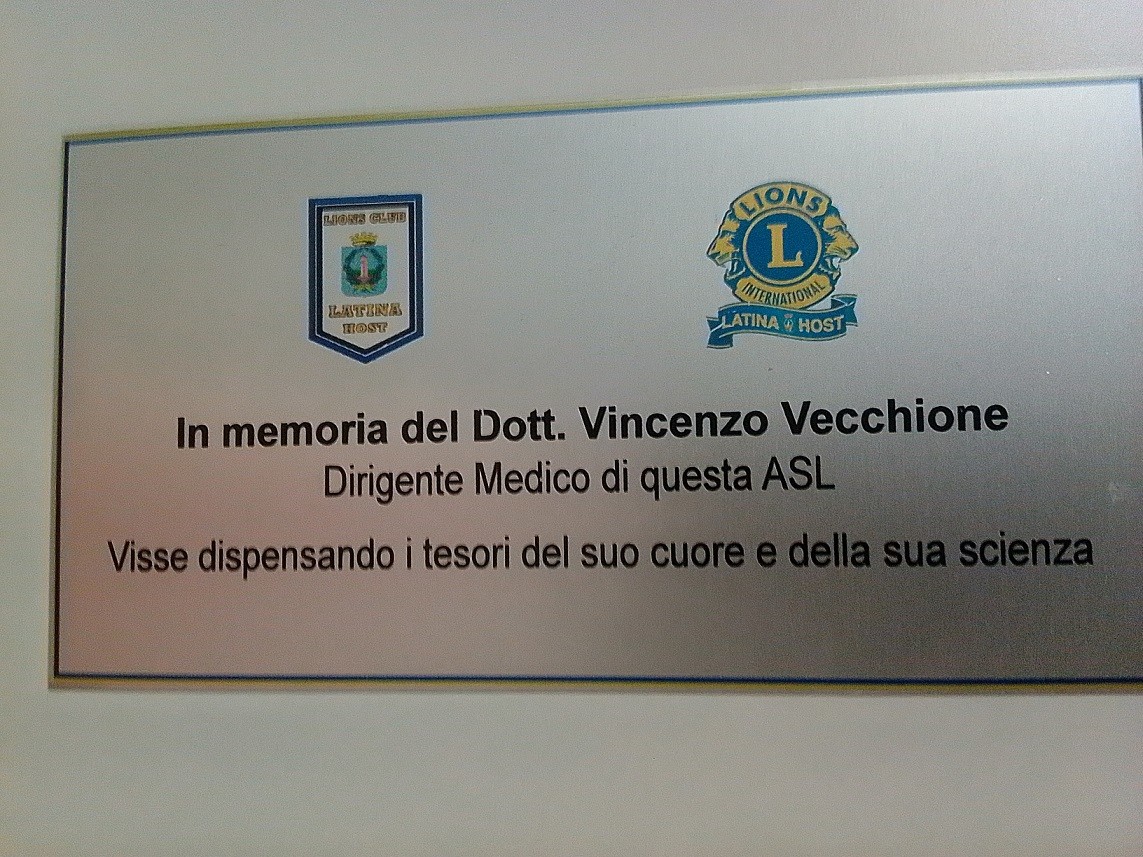 LIONS CLUB
LATINA
HOST
LIONS
L
INTERNATIONAL
LATINA HOST
In memoria del Dott. Vincenzo Vecchione
Dirigente Medico di questa ASL
Visse dispensando i tesori del suo cuore e della sua scienza